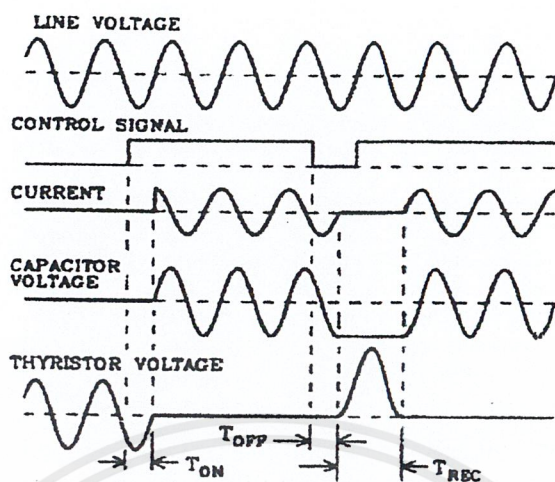 LINE VOLTAGE
CONTROL SIGNAL
CURRENT
CAPACITOR
VOLTAGE
THYRISTOR VOLTAGE
TOFF
TON
TREC